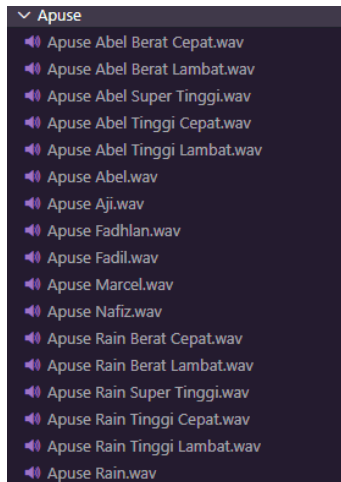 Apuse
Apuse Abel Berat Cepat.wav
Apuse Abel Berat Lambat.wav
Apuse Abel Super Tinggi.wav
Apuse Abel Tinggi Cepat.wav
Apuse Abel Tinggi Lambat.wav
Apuse Abel.wav
Apuse Aji.wav
Apuse Fadhlan.wav
Apuse Fadil.wav
Apuse Marcel.wav
Apuse Nafiz.wav
Apuse Rain Berat Cepat.wav
Apuse Rain Berat Lambat.wav
Apuse Rain Super Tinggi.wav
Apuse Rain Tinggi Cepat.wav
Apuse Rain Tinggi Lambat.wav
Apuse Rain.wav